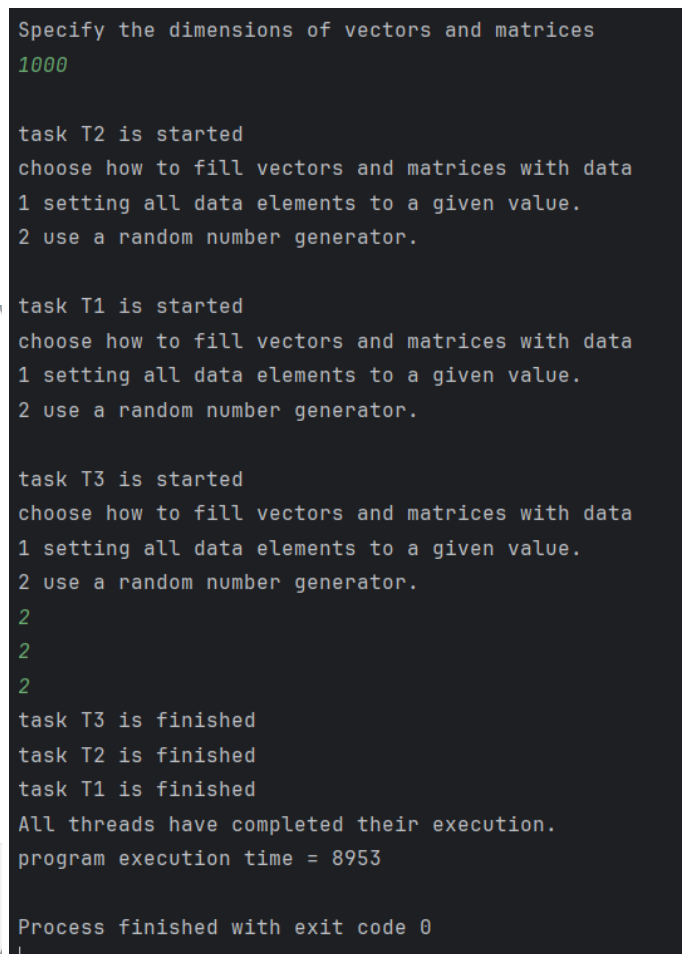 Specify the dimensions of vectors and matrices
1000
task T2 is started
choose how to fill vectors and matrices with data
1 setting all data elements to a given value.
2 use a random number generator.
task T1 is started
choose how to fill vectors and matrices with data
1 setting all data elements to a given value.
2 use a random number generator.
task T3 is started
choose how to fill vectors and matrices with data
1 setting all data elements to a given value.
2 use a random number generator.
2
2
2
task T3 is finished
task T2 is finished
task T1 is finished
All threads have completed their execution.
program execution time = 8953
Process finished with exit code 0